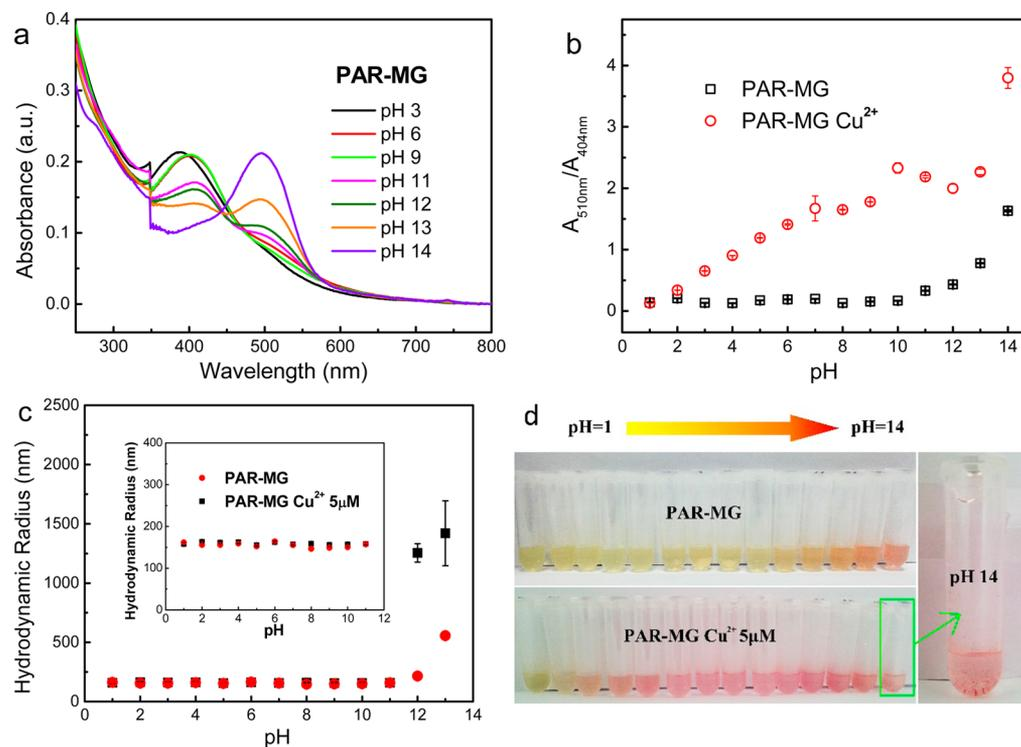 a
PAR-MG
pH 3
pH 6
pH 9
pH 11
pH 12
pH 13
pH 14
Absorbance (a.u.)
0.4
0.3
0.2
0.1
0.0
300 400 500 600 700 800
Wavelength (nm)
b
PAR-MG
PAR-MG Cu²⁺
A510nm/A404nm
4
3
2
1
0
0 2 4 6 8 10 12 14
pH
c
Hydrodynamic Radius (nm)
2500
2000
1500
1000
500
0
0 2 4 6 8 10 12 14
pH
Hydrodynamic Radius (nm)
400
300
200
100
0
PAR-MG
PAR-MG Cu²⁺ 5μM
0 2 4 6 8 10 12
pH
d
pH=1 pH=14
PAR-MG
PAR-MG Cu²⁺ 5μM
pH 14